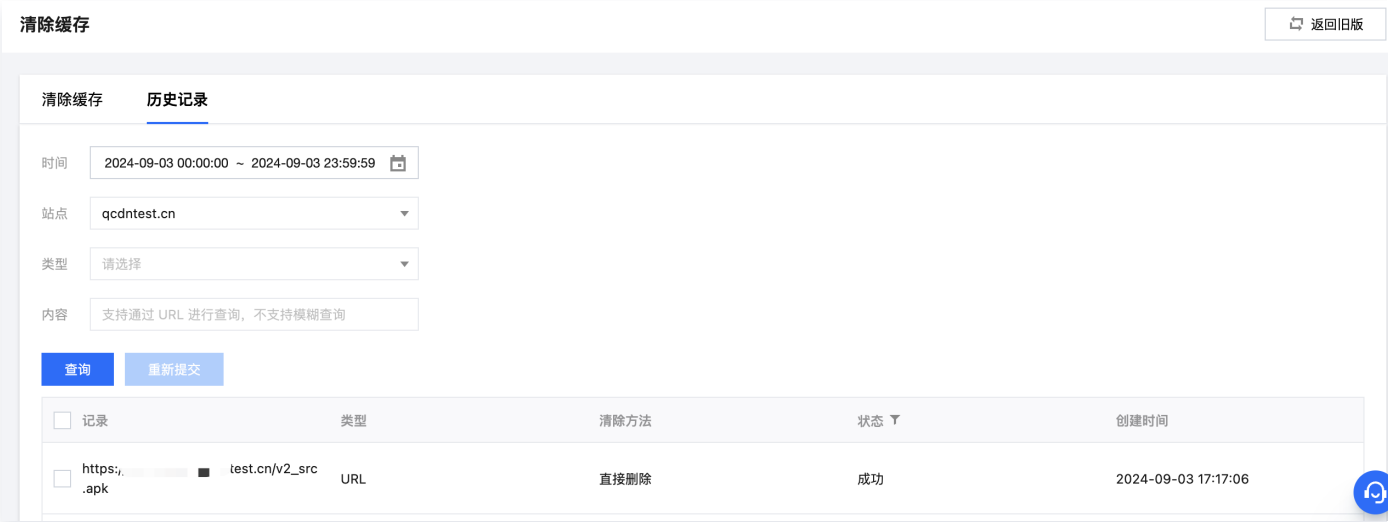 清除缓存
返回旧版
清除缓存 历史记录
时间 2024-09-03 00:00:00 ~ 2024-09-03 23:59:59
站点 qcdntest.cn
类型 请选择
内容 支持通过 URL 进行查询，不支持模糊查询
查询 重新提交
记录 类型 清除方法 状态 创建时间
https:/ test.cn/v2_src
.apk
URL 直接删除 成功 2024-09-03 17:17:06